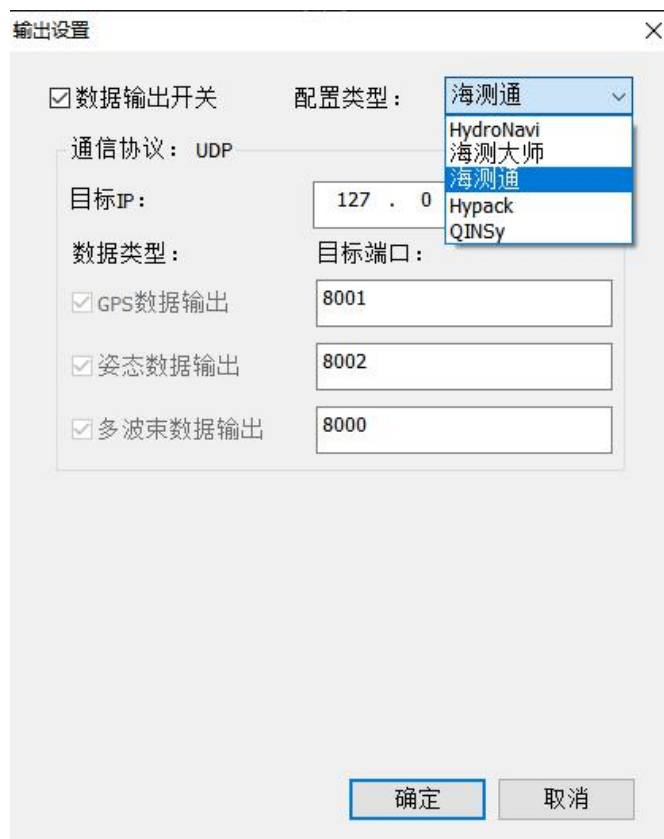 输出设置
数据输出开关 配置类型： 海测通
HydroNavi
通信协议：UDP 海测大师
海测通
目标IP： 127 . 0 Hypack
QINSy
数据类型： 目标端口：
GPS数据输出 8001
姿态数据输出 8002
多波束数据输出 8000
确定 取消